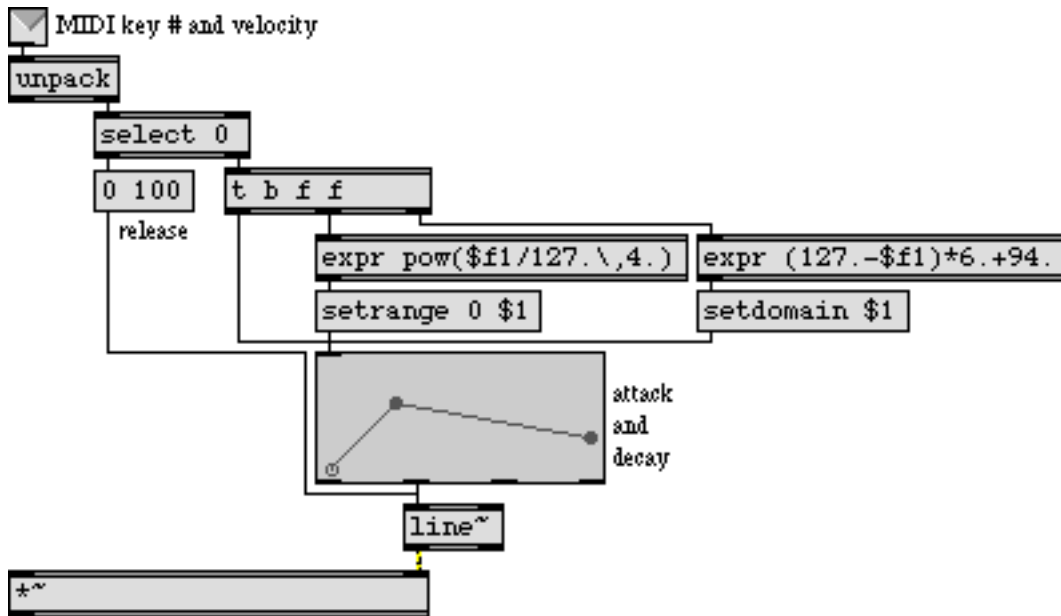 MIDI key # and velocity
unpack
select 0
0 100
t b f f
release
expr pow($f1/127.\,4.)
expr (127.-$f1)*6.+94.
setrange 0 $1
setdomain $1
attack
and
decay
line~
*~